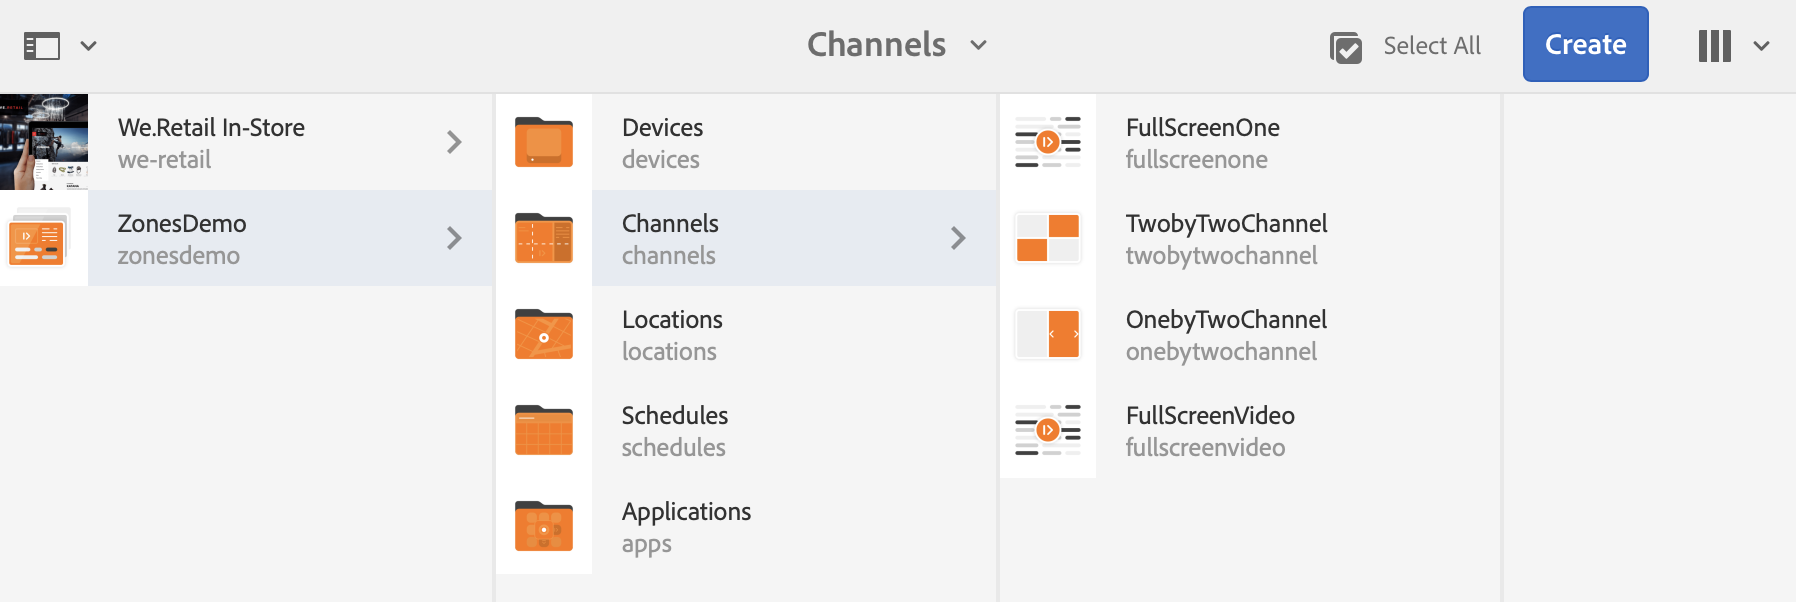 Channels
Select All
Create
We.Retail In-Store
we-retail
ZonesDemo
zonesdemo
Devices
devices
Channels
channels
Locations
locations
Schedules
schedules
Applications
apps
FullScreenOne
fullscreenone
TwobyTwoChannel
twobytwochannel
OnebyTwoChannel
onebytwochannel
FullScreenVideo
fullscreenvideo